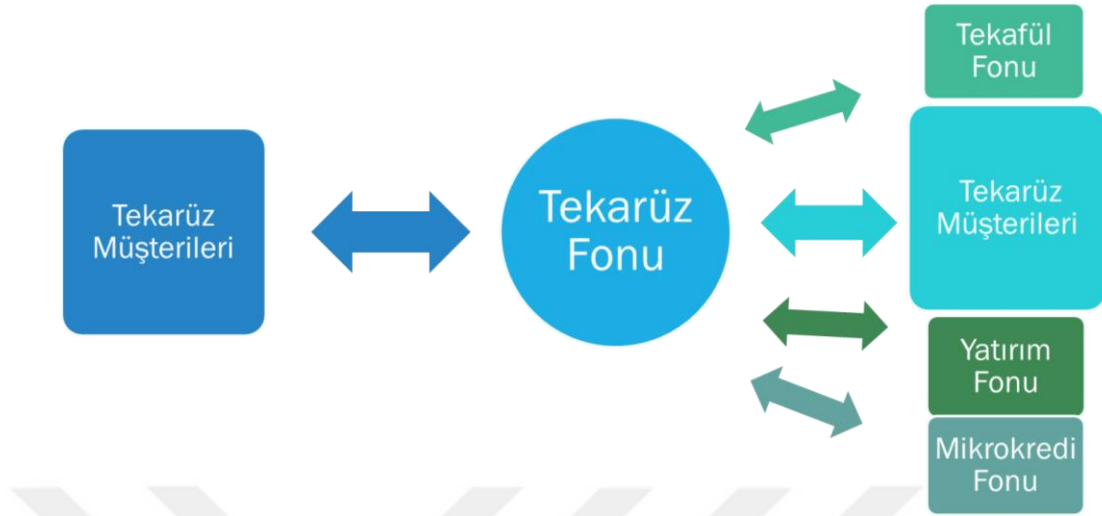 Tekarüz
Müşterileri
Tekarüz
Fonu
Tekafül
Fonu
Tekarüz
Müşterileri
Yatırım
Fonu
Mikrokredi
Fonu